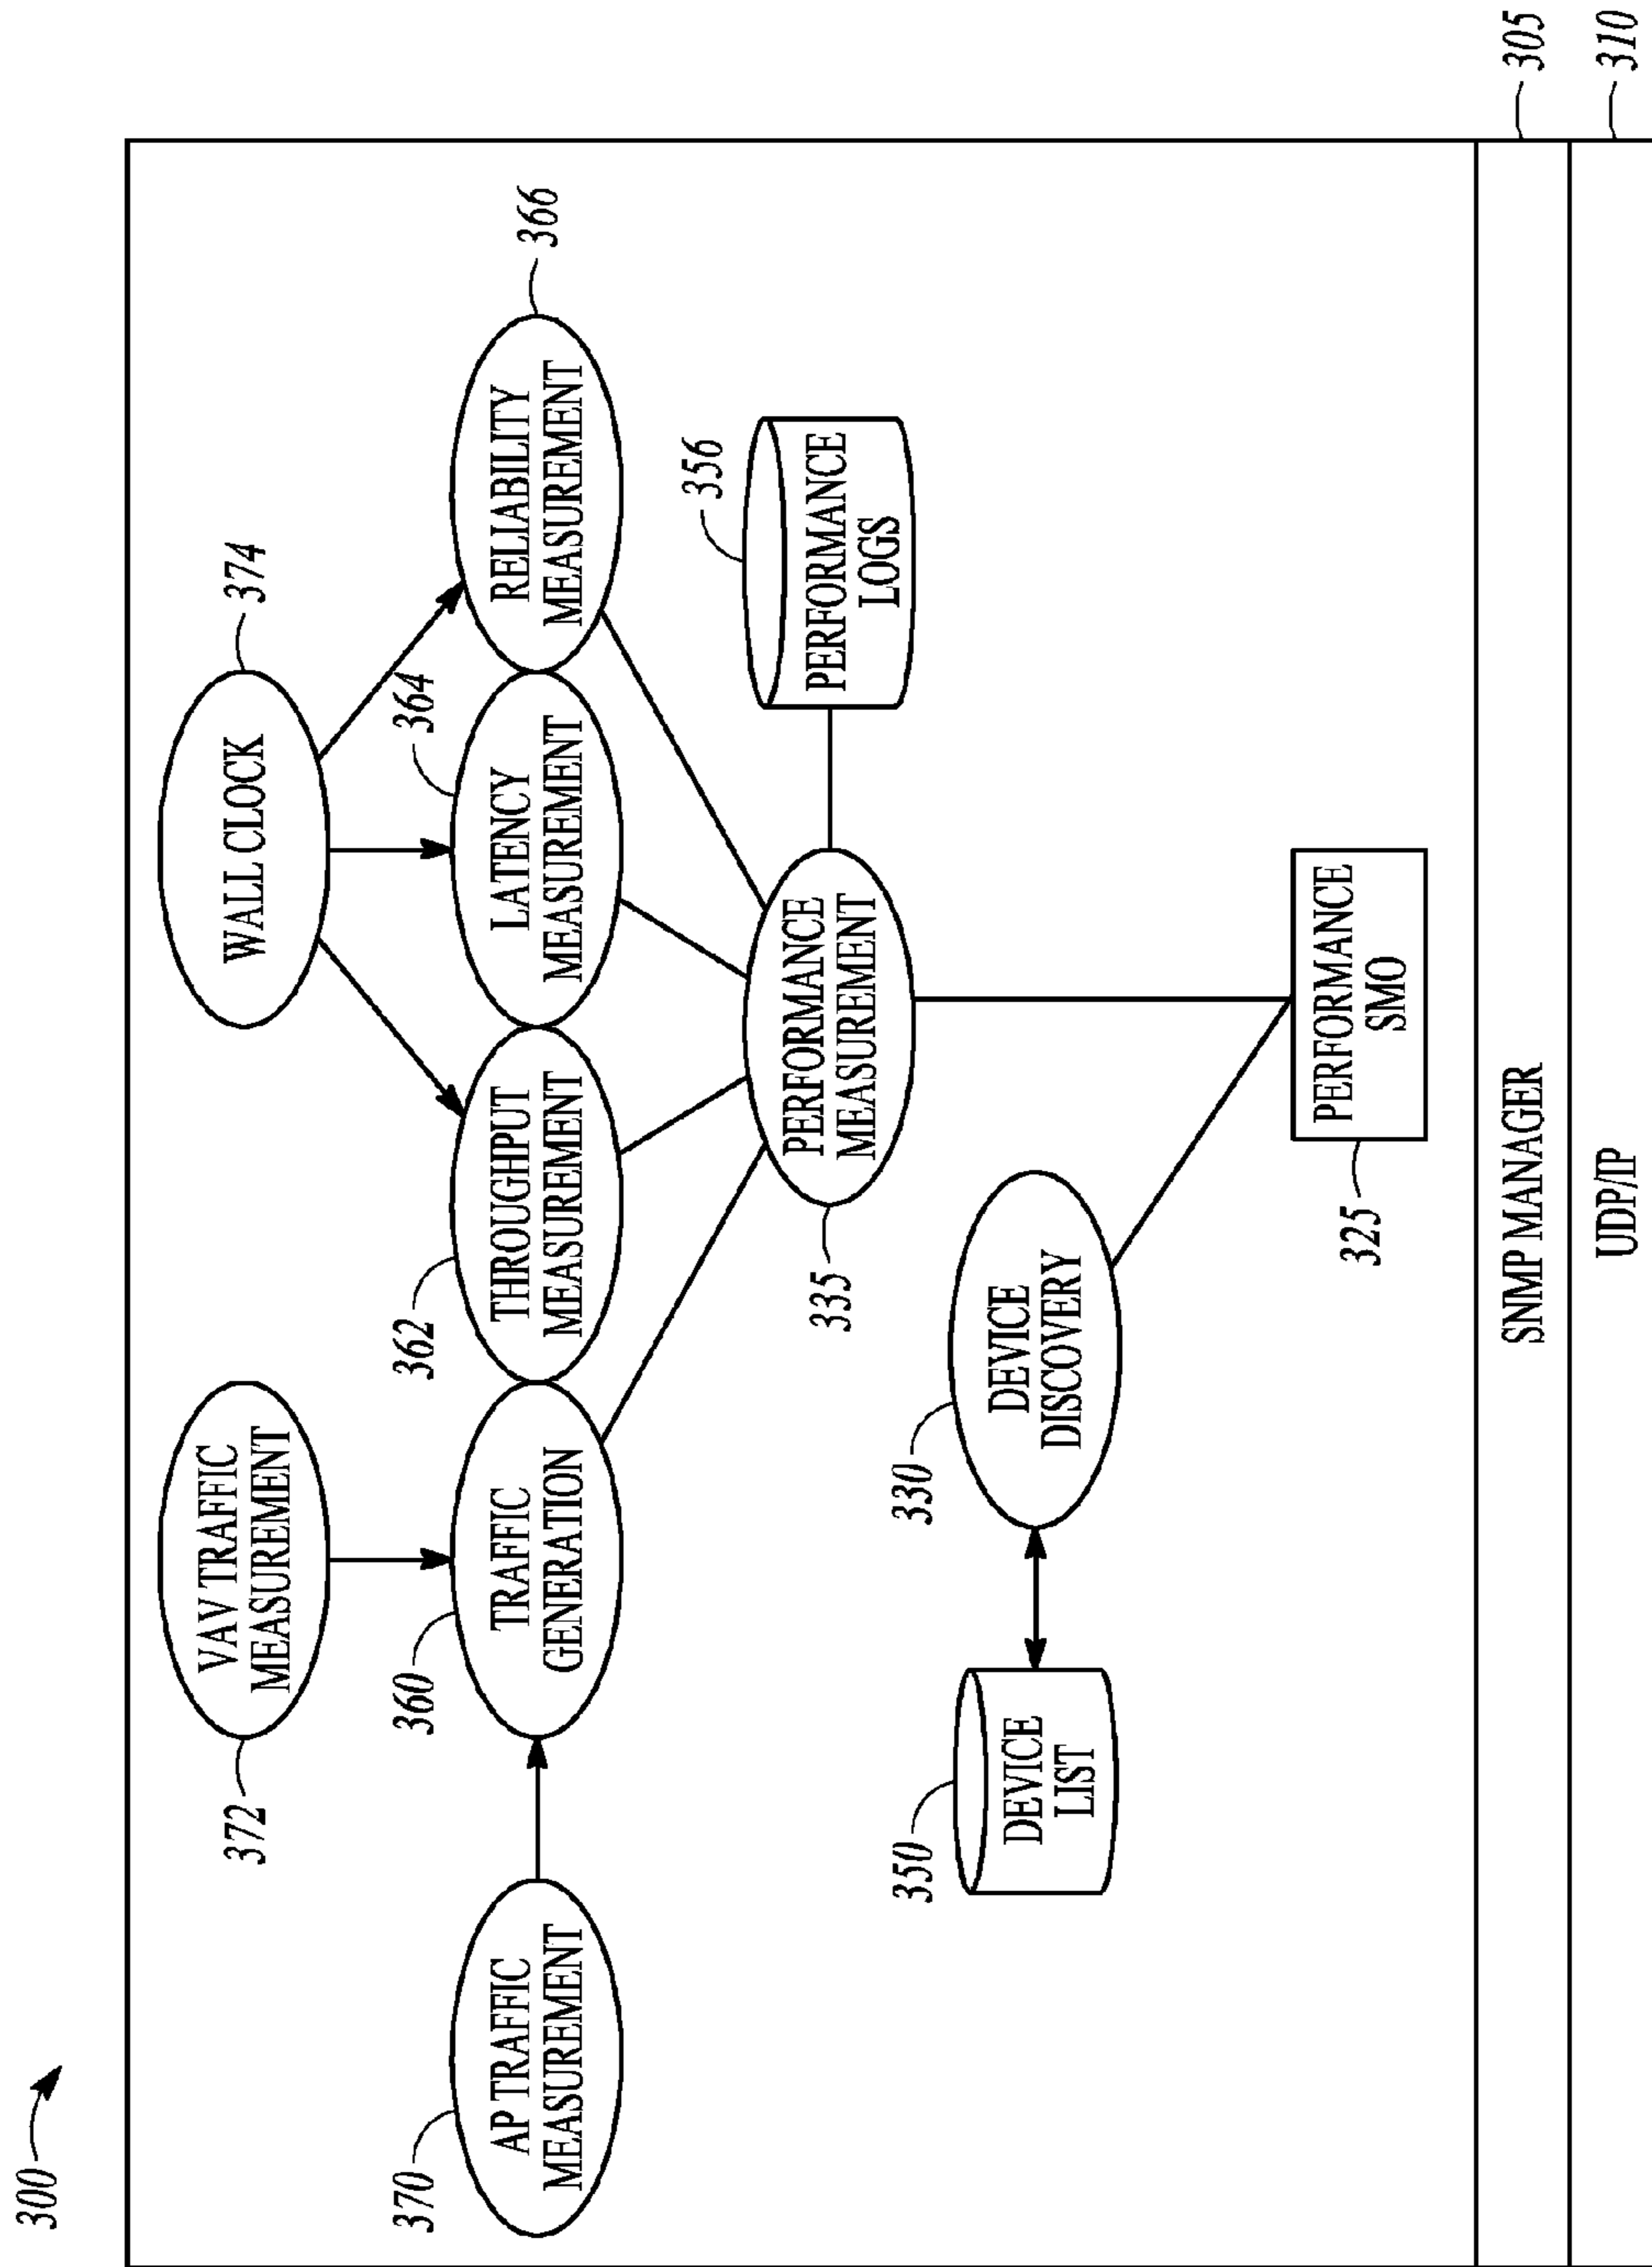 300
372
VAV TRAFFIC
MEASUREMENT
WALL CLOCK
374
370
AP TRAFFIC
MEASUREMENT
360
TRAFFIC
GENERATION
362
THROUGHPUT
MEASUREMENT
364
LATENCY
MEASUREMENT
RELIABILITY
MEASUREMENT
366
335
PERFORMANCE
MEASUREMENT
356
PERFORMANCE
LOGS
350
DEVICE
LIST
330
DEVICE
DISCOVERY
325
PERFORMANCE
SMO
SNMP MANAGER
305
UDP/IP
310